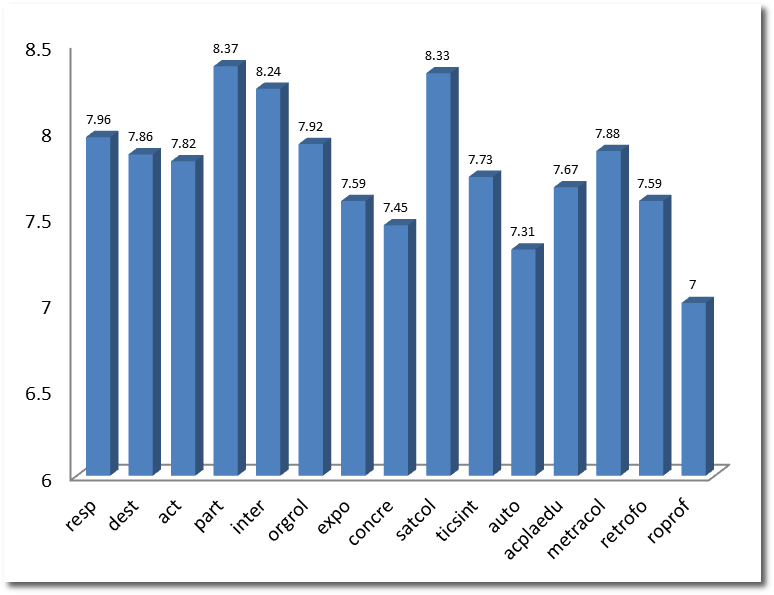 8.5
8
7.5
7
6.5
6
7.96
7.86
7.82
8.37
8.24
7.92
7.59
7.45
8.33
7.73
7.31
7.67
7.88
7.59
7
resp
dest
act
part
inter
orgrol
expo
concre
satcol
ticsint
auto
acplaedu
metracol
retrofo
roprof